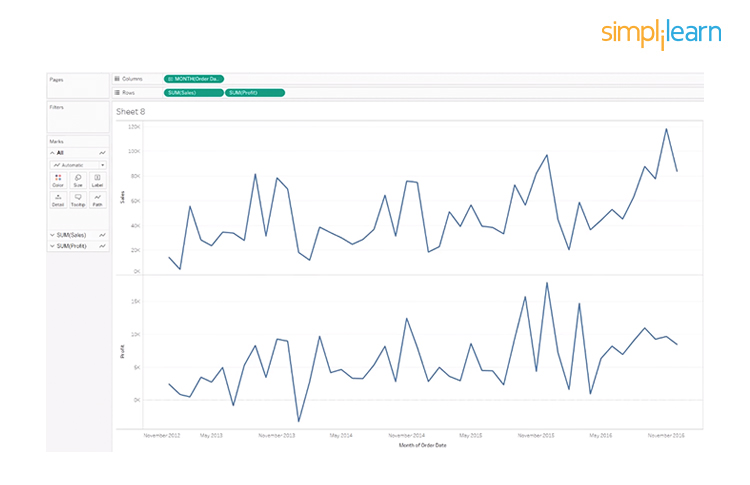 simplilearn
Pages
Columns
MONTH(Order Da..
Rows
SUM(Sales)
SUM(Profit)
Filters
Sheet 8
Marks
All
Automatic
Color
Size
Label
Detail
Tooltip
Path
SUM(Sales)
SUM(Profit)
Sales
120K
100K
80K
60K
40K
20K
0K
Profit
15K
10K
5K
0K
November 2012
May 2013
November 2013
May 2014
November 2014
May 2015
November 2015
May 2016
November 2016
Month of Order Date